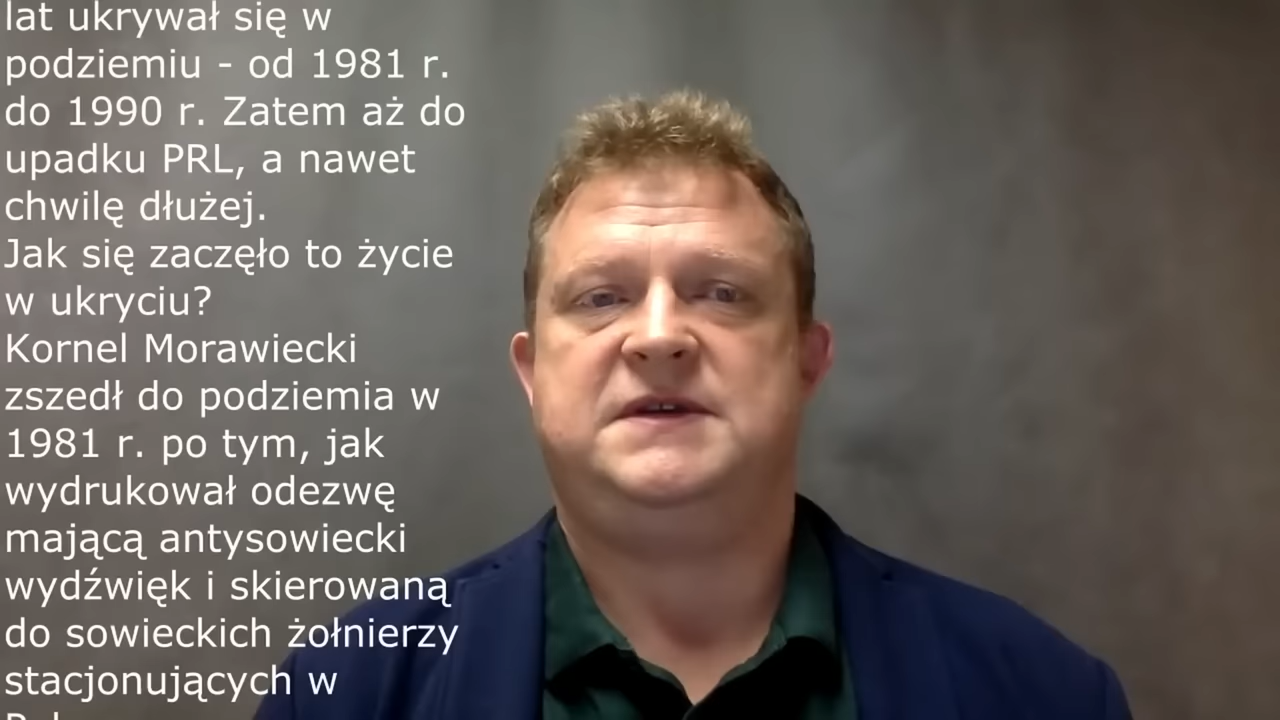 lat ukrywał się w
podziemiu - od 1981 r.
do 1990 r. Zatem aż do
upadku PRL, a nawet
chwilę dłużej.
Jak się zaczęło to życie
w ukryciu?
Kornel Morawiecki
zszedł do podziemia w
1981 r. po tym, jak
wydrukował odezwę
mającą antysowiecki
wydźwięk i skierowaną
do sowieckich żołnierzy
stacjonujących w